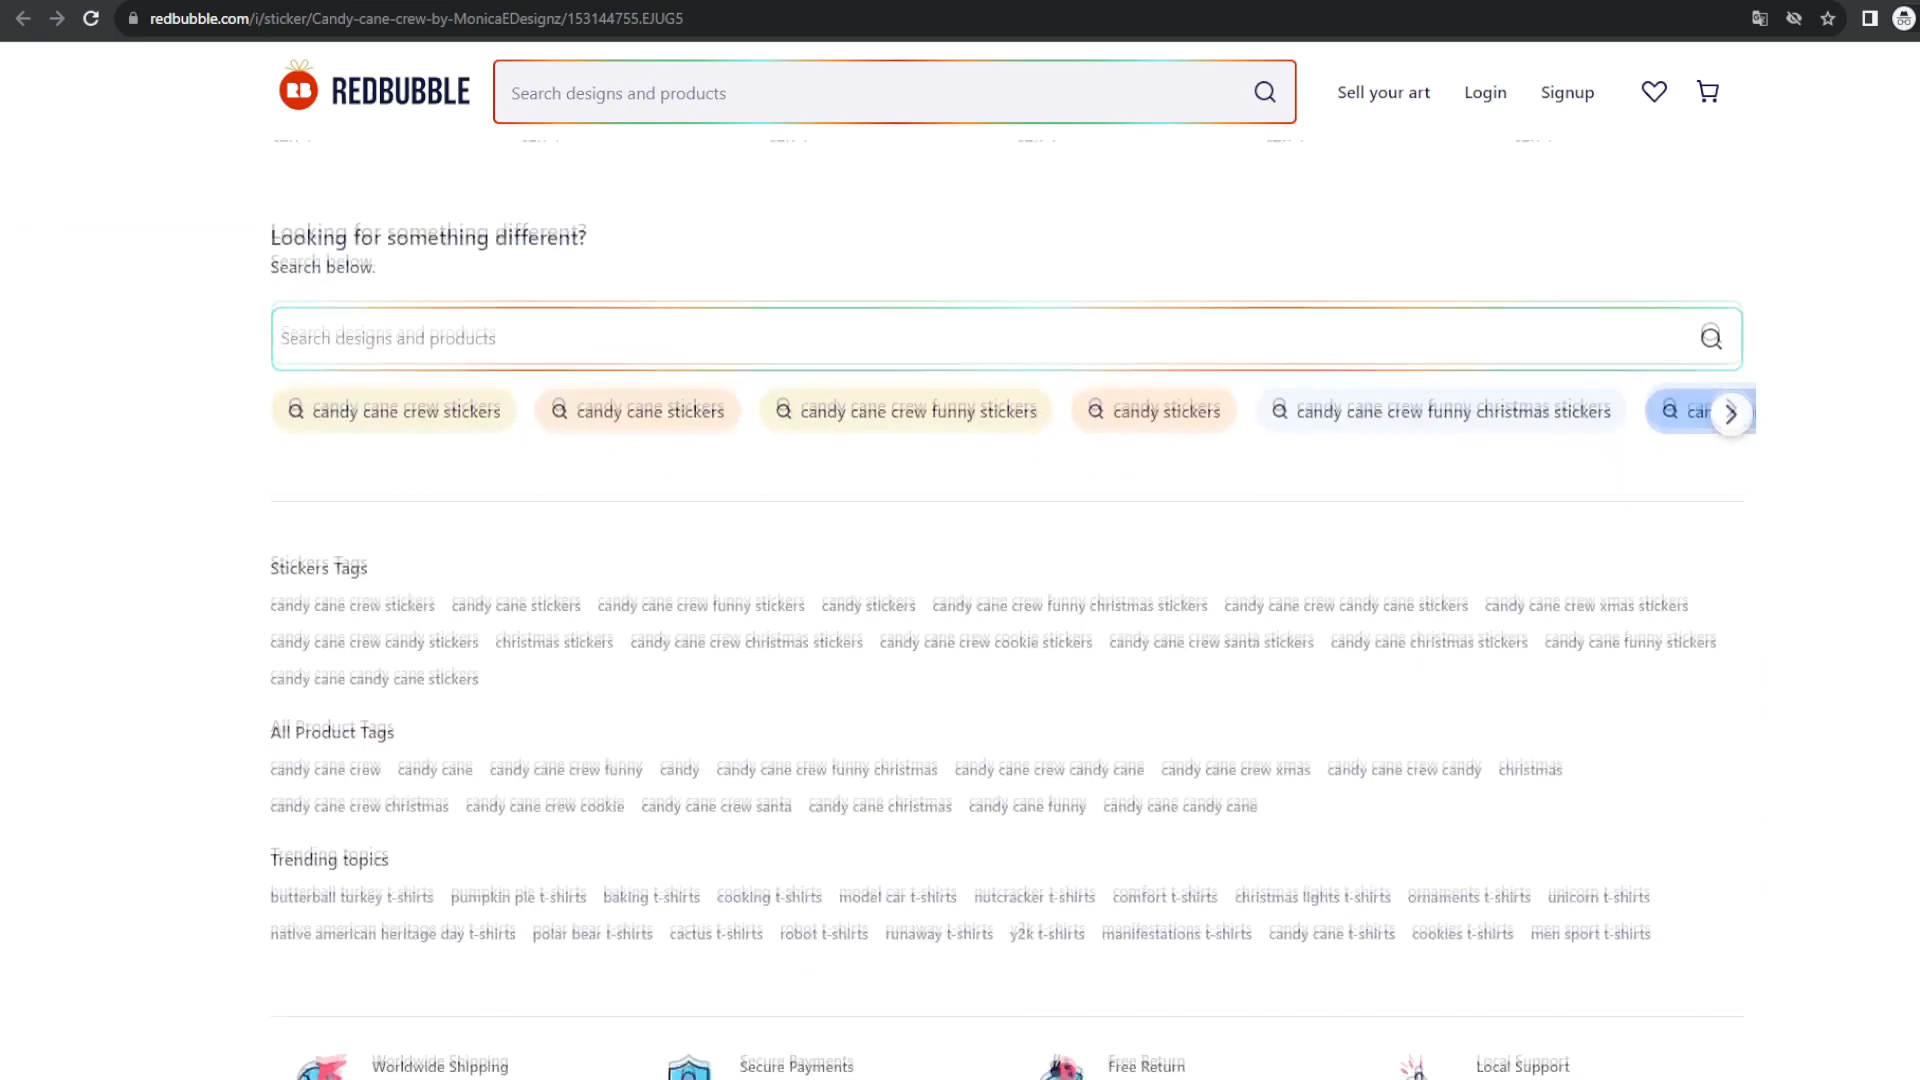 redbubble.com/i/sticker/Candy-cane-crew-by-MonicaEDesignz/153144755.EJUG5
RB REDBUBBLE Search designs and products Sell your art Login Signup
Looking for something different?
Search below.
Search designs and products
candy cane crew stickers candy cane stickers candy cane crew funny stickers candy stickers candy cane crew funny christmas stickers
Stickers Tags
candy cane crew stickers candy cane stickers candy cane crew funny stickers candy stickers candy cane crew funny christmas stickers candy cane crew candy cane stickers candy cane crew xmas stickers
candy cane crew candy stickers christmas stickers candy cane crew christmas stickers candy cane crew cookie stickers candy cane crew santa stickers candy cane christmas stickers candy cane funny stickers
candy cane candy cane stickers
All Product Tags
candy cane crew candy cane candy cane crew funny candy candy cane crew funny christmas candy cane crew candy cane candy cane crew xmas candy cane crew candy christmas
candy cane crew christmas candy cane crew cookie candy cane crew santa candy cane christmas candy cane funny candy cane candy cane
Trending topics
butterball turkey t-shirts pumpkin pie t-shirts baking t-shirts cooking t-shirts model car t-shirts nutcracker t-shirts comfort t-shirts christmas lights t-shirts ornaments t-shirts unicorn t-shirts
native american heritage day t-shirts polar bear t-shirts cactus t-shirts robot t-shirts runaway t-shirts y2k t-shirts manifestations t-shirts candy cane t-shirts cookies t-shirts men sport t-shirts
Worldwide Shipping Secure Payments Free Return Local Support